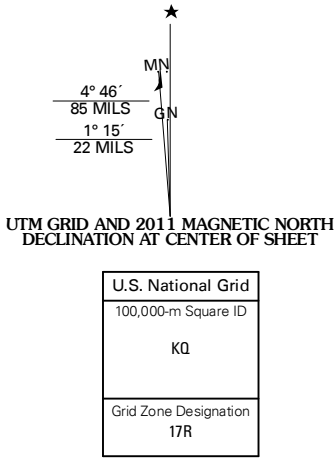 ★
MN
4° 46´
85 MILS
GN
1° 15´
22 MILS
UTM GRID AND 2011 MAGNETIC NORTH
DECLINATION AT CENTER OF SHEET
U.S. National Grid
100,000-m Square ID
KQ
Grid Zone Designation
17R